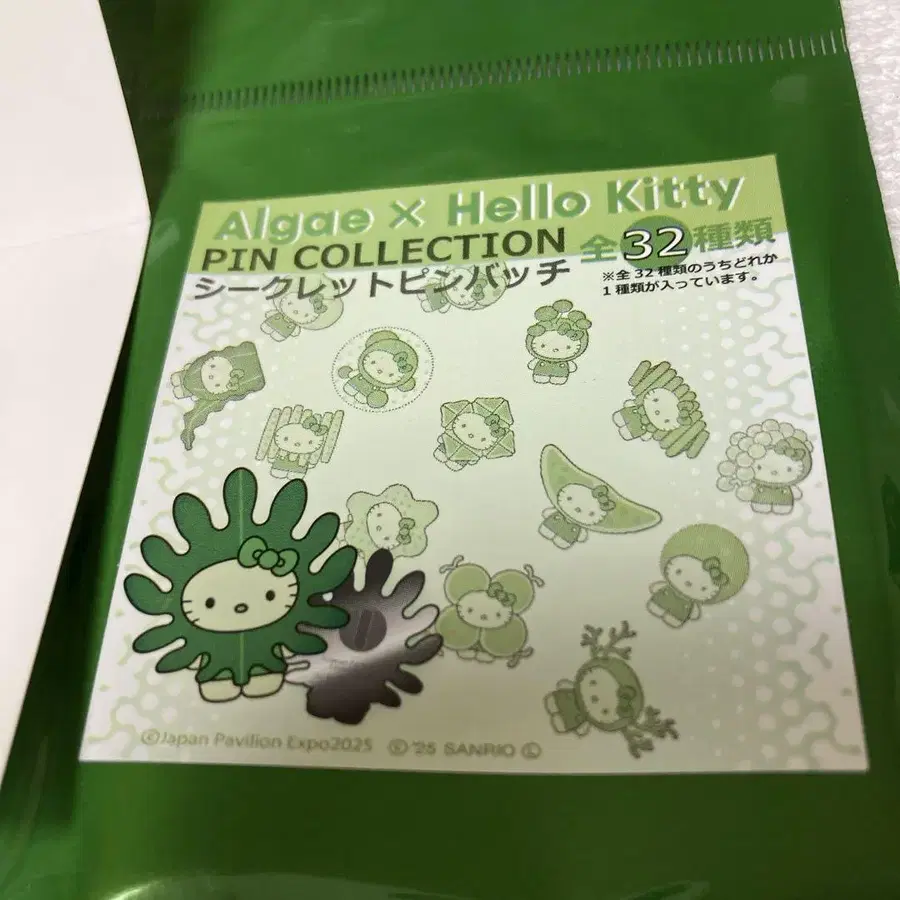 Algae × Hello Kitty
PIN COLLECTION
全32種類
シークレットピンバッチ
※全32種類のうちどれか
1種類が入っています。
©Japan Pavilion Expo2025 © '25 SANRIO Ⓛ